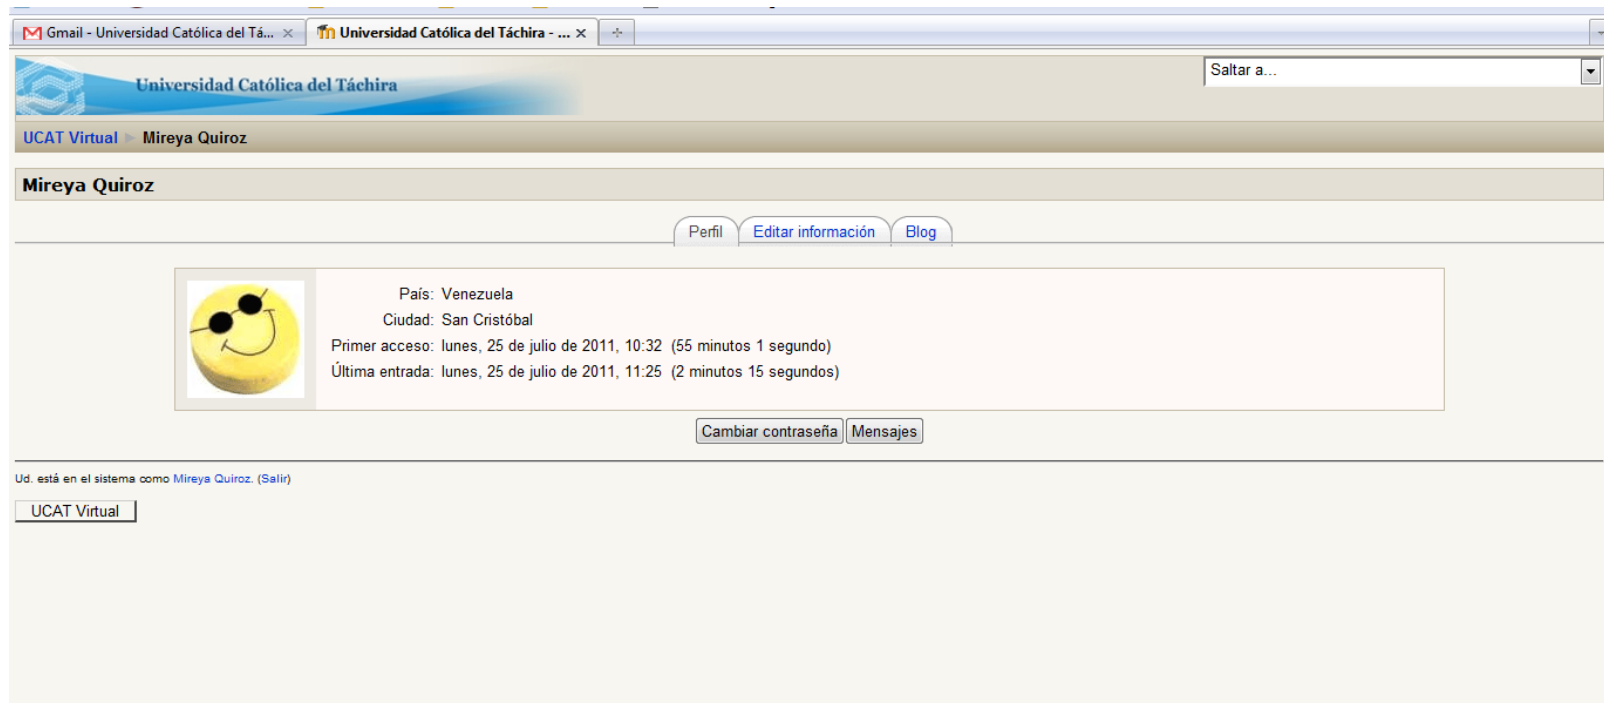 Gmail - Universidad Católica del Tá...
Universidad Católica del Táchira - ...
Universidad Católica del Táchira
Saltar a...
UCAT Virtual ► Mireya Quiroz
Mireya Quiroz
Perfil
Editar información
Blog
País: Venezuela
Ciudad: San Cristóbal
Primer acceso: lunes, 25 de julio de 2011, 10:32 (55 minutos 1 segundo)
Última entrada: lunes, 25 de julio de 2011, 11:25 (2 minutos 15 segundos)
Cambiar contraseña
Mensajes
Ud. está en el sistema como Mireya Quiroz. (Salir)
UCAT Virtual